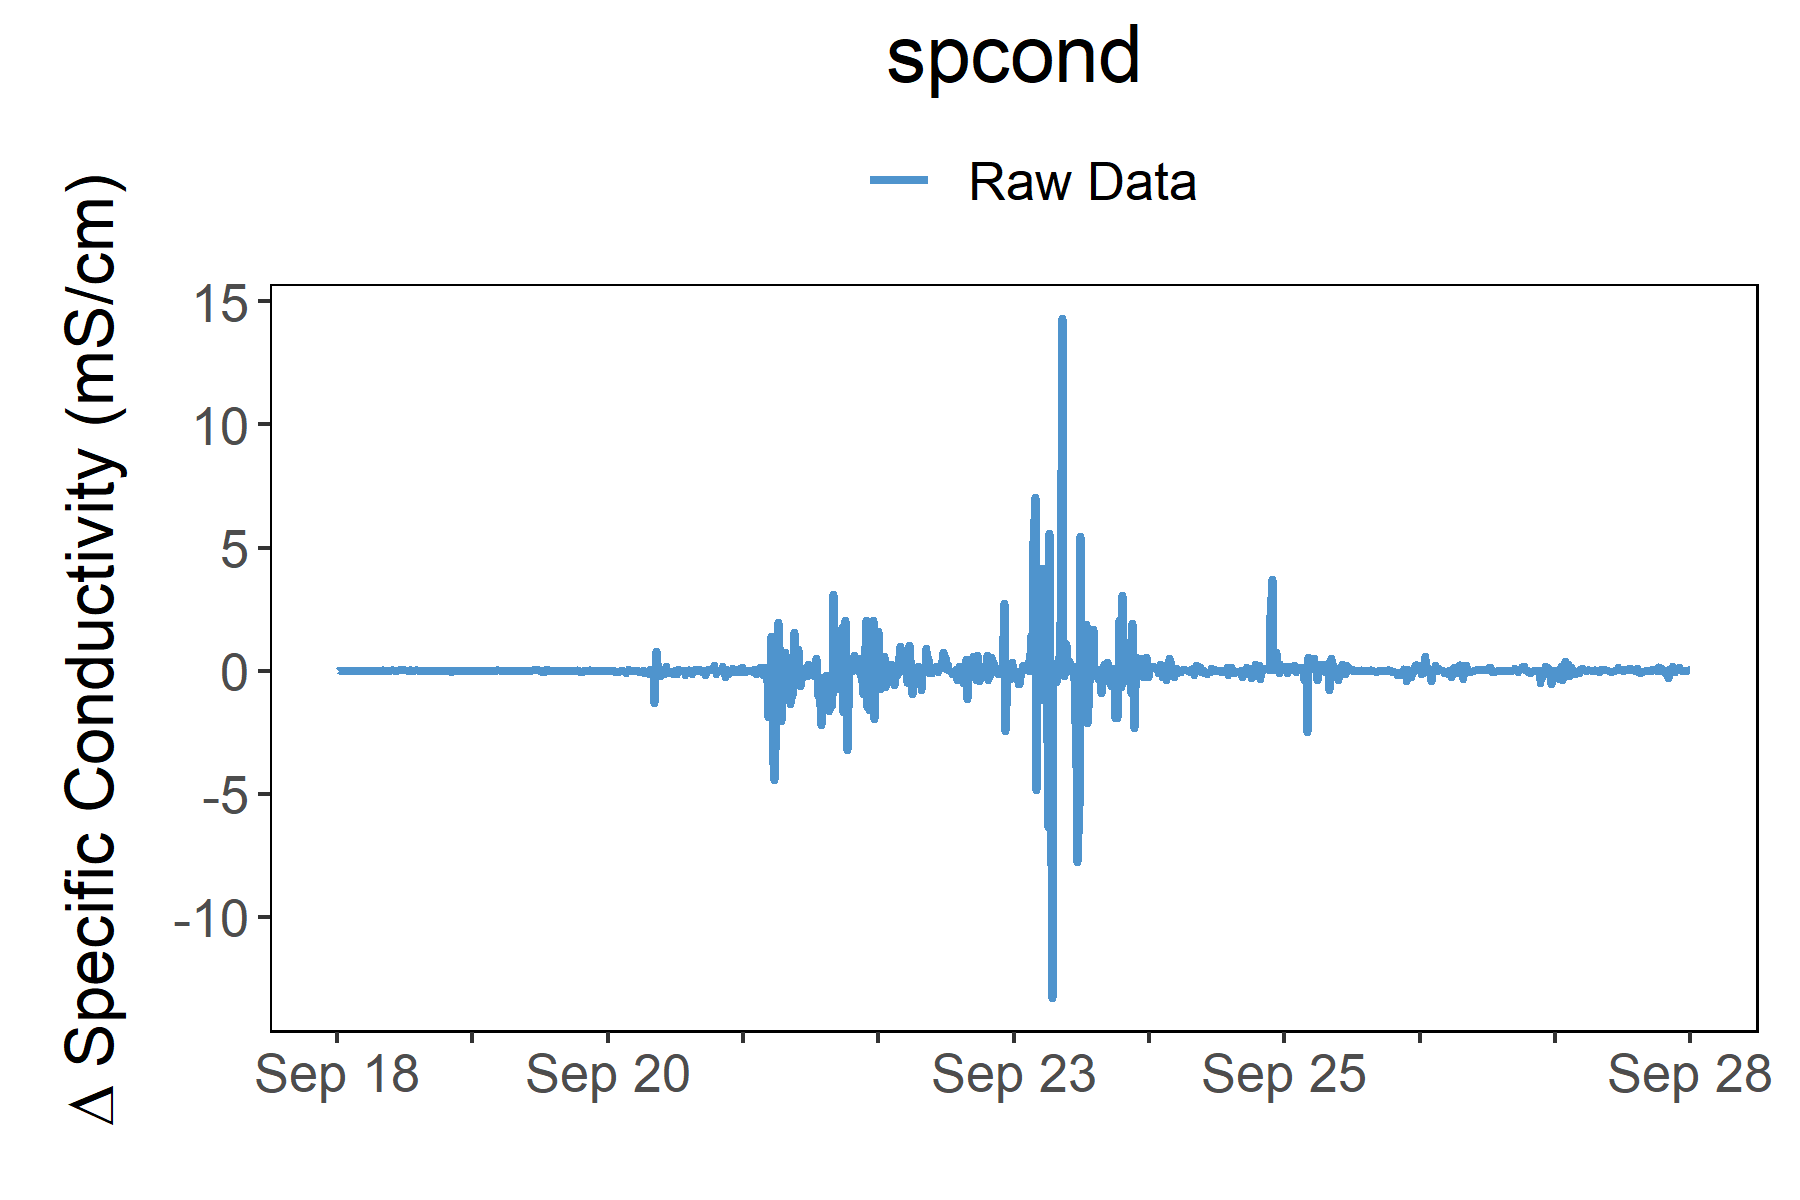 spcond
Raw Data
Δ Specific Conductivity (mS/cm)
15
10
5
0
-5
-10
Sep 18 Sep 20 Sep 23 Sep 25 Sep 28